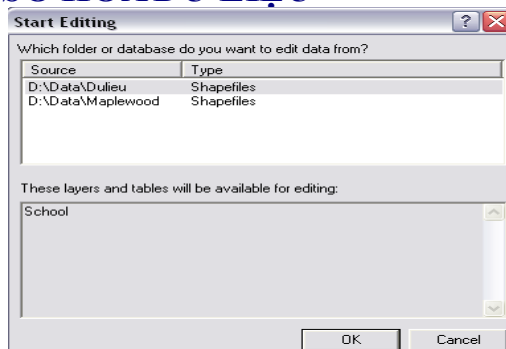 Start Editing
Which folder or database do you want to edit data from?
Source Type
D:\Data\Dulieu Shapefiles
D:\Data\Maplewood Shapefiles
These layers and tables will be available for editing:
School
OK Cancel